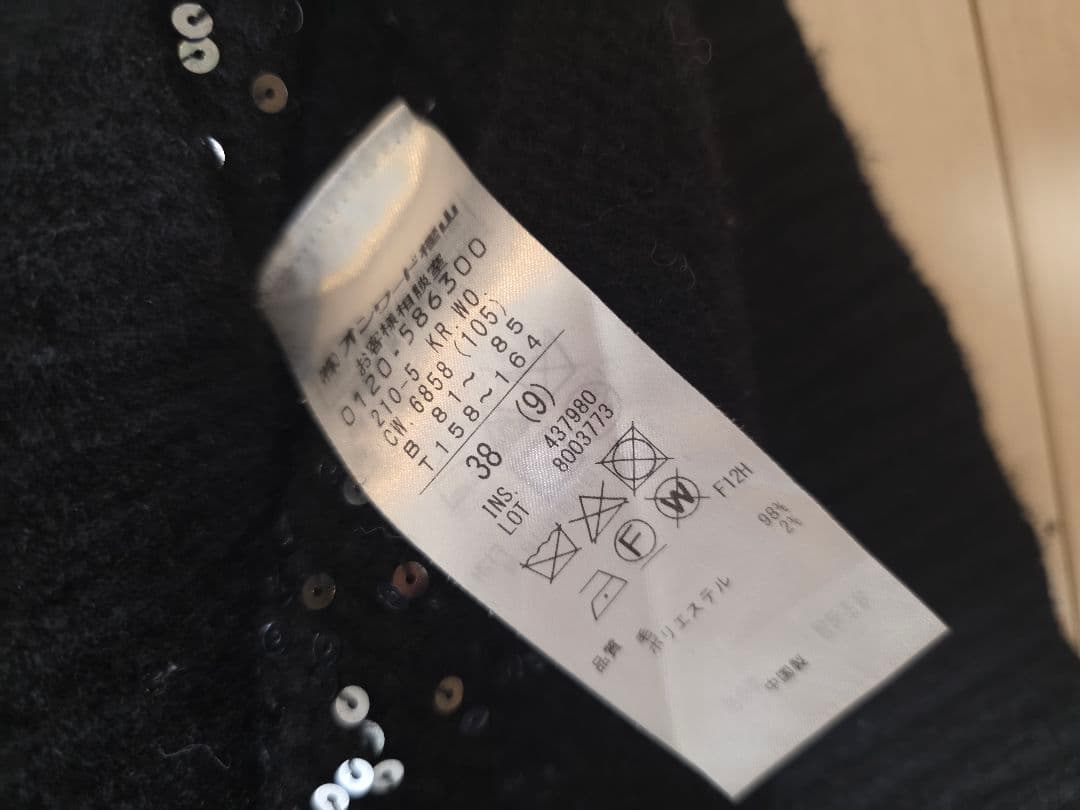 ㈱オンワード樫山
お客様相談室
0120-586300
210-5 KR.WO.
CW.6858 (105)
B 81～ 85
T158～164
38 (9)
INS. 437980
LOT 8003773
F W F12H
品質 毛 98%
ポリエステル 2%
中国製